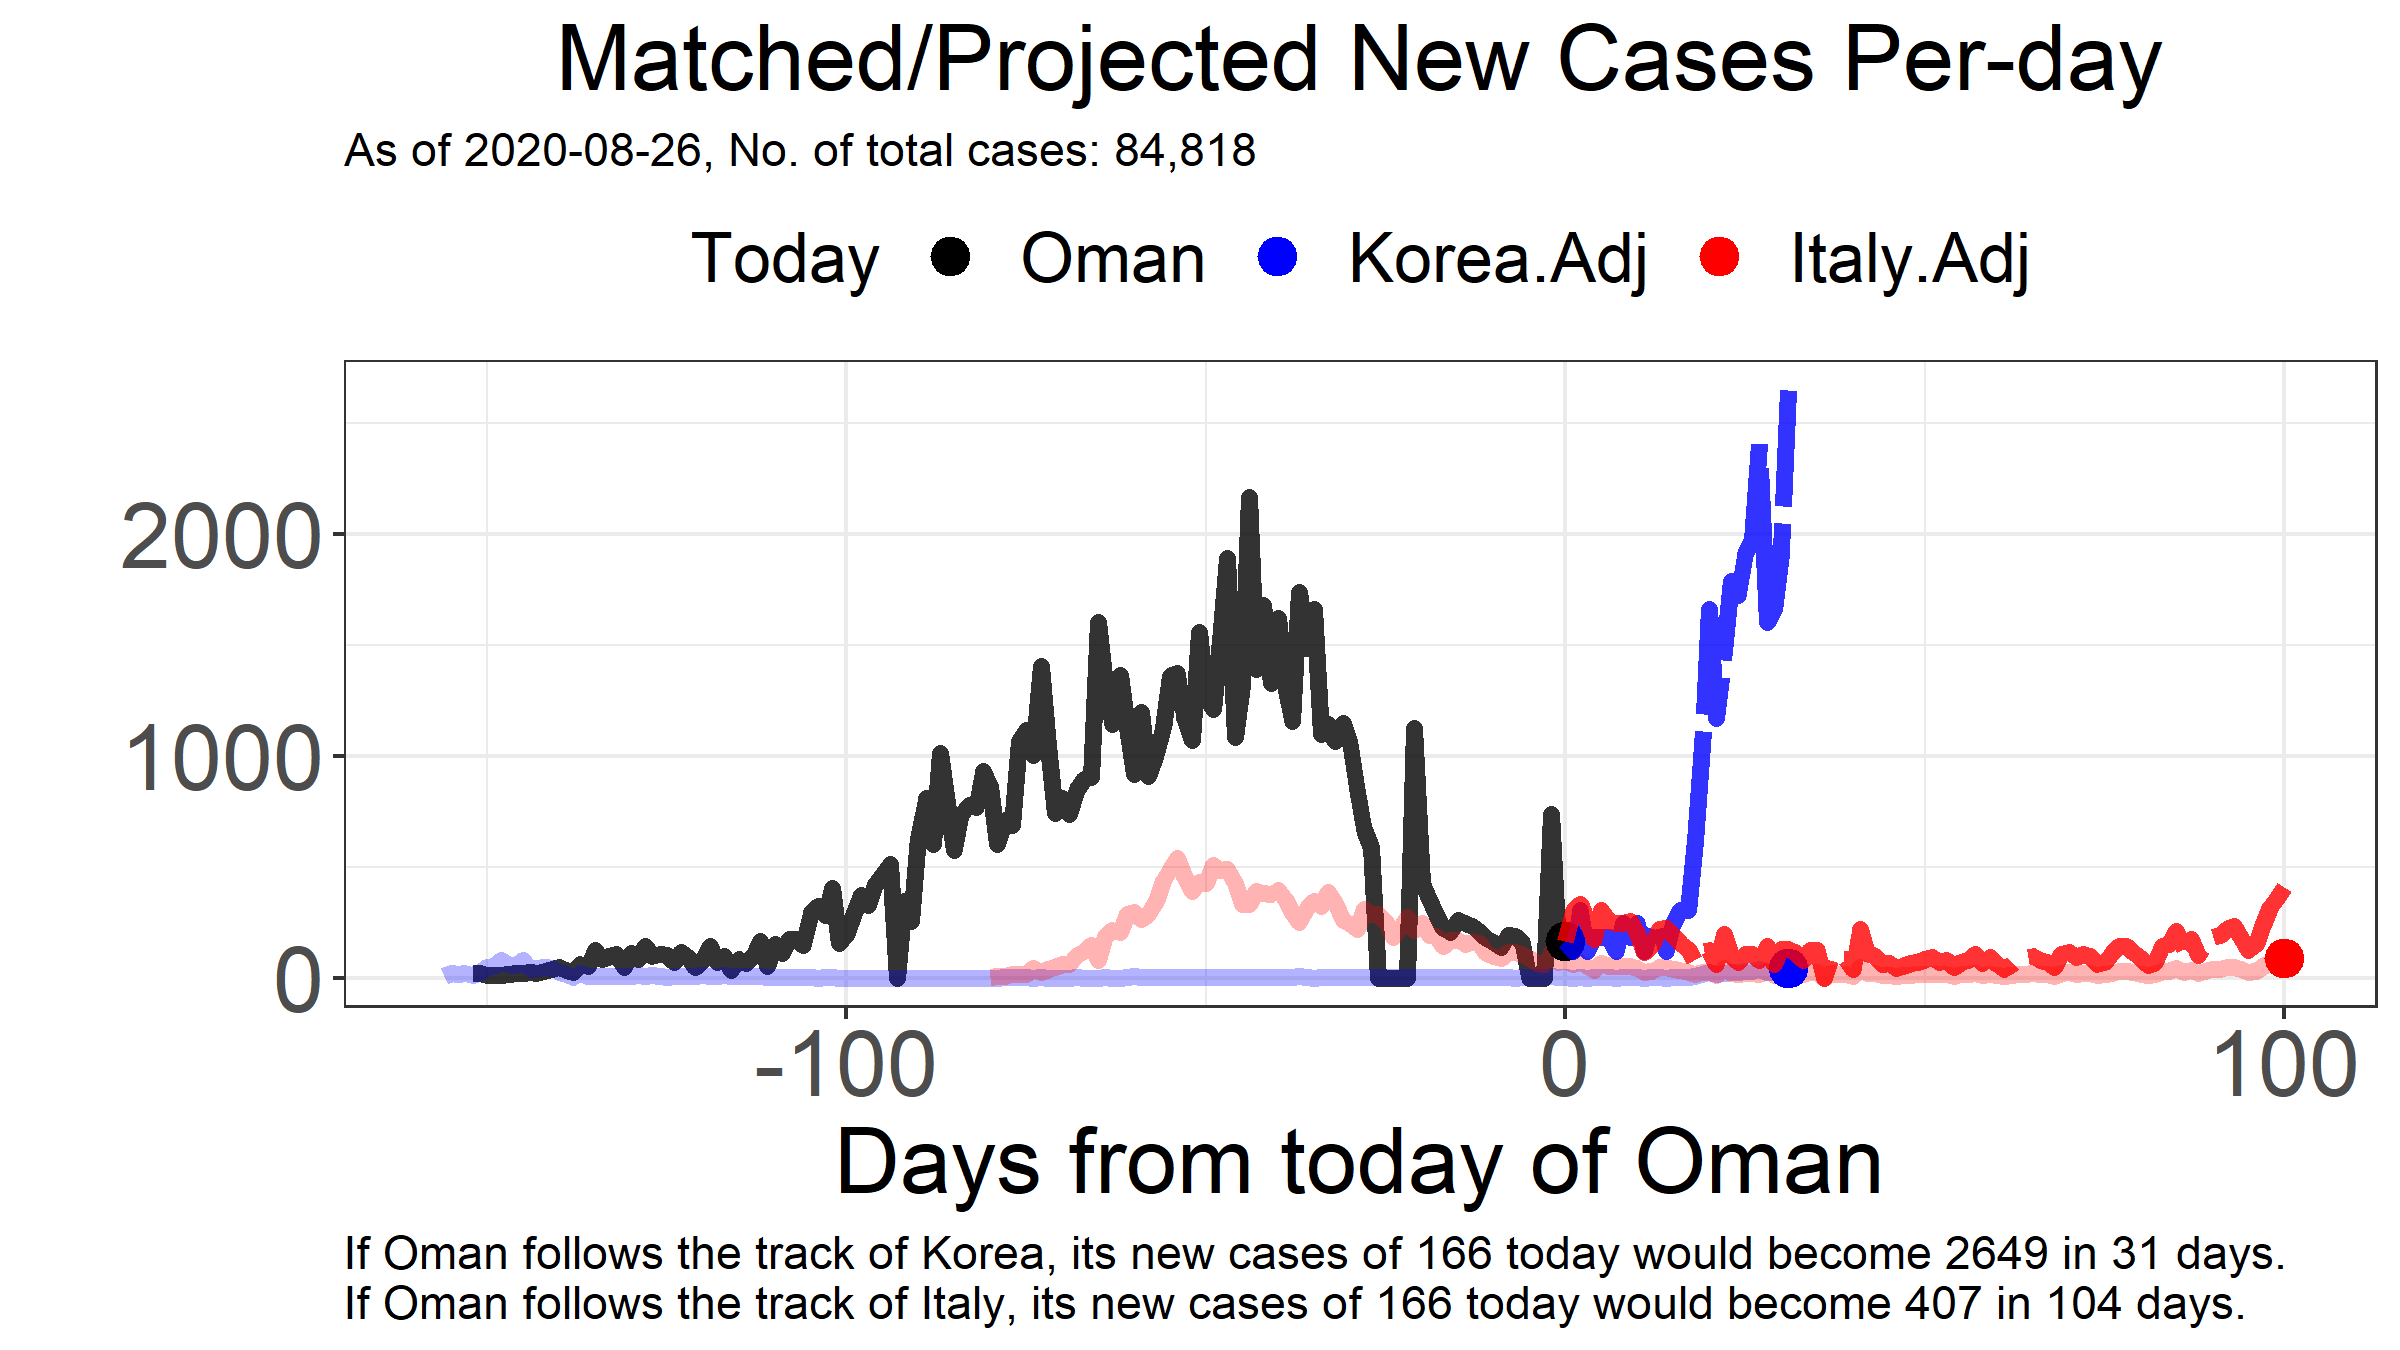 Matched/Projected New Cases Per-day
As of 2020-08-26, No. of total cases: 84,818
Today Oman Korea.Adj Italy.Adj
2000
1000
0
-100 0 100
Days from today of Oman
If Oman follows the track of Korea, its new cases of 166 today would become 2649 in 31 days.
If Oman follows the track of Italy, its new cases of 166 today would become 407 in 104 days.